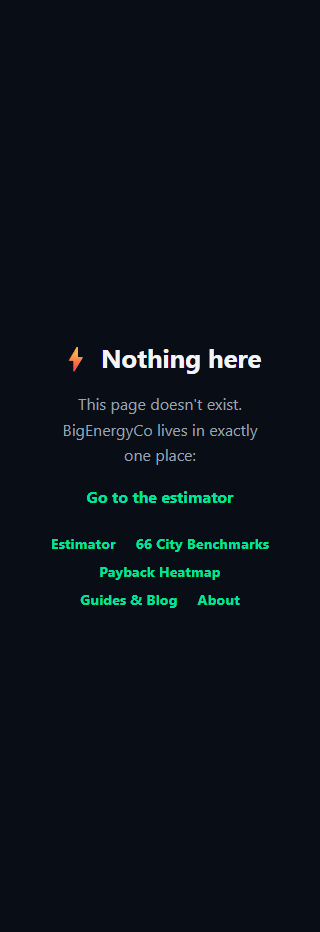 Nothing here
This page doesn't exist.
BigEnergyCo lives in exactly
one place:
Go to the estimator
Estimator 66 City Benchmarks
Payback Heatmap
Guides & Blog About